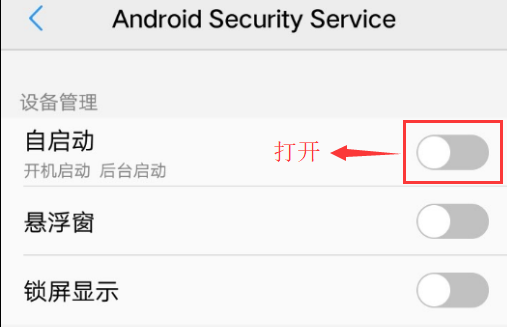 Android Security Service
设备管理
自启动
开机启动 后台启动
打开
悬浮窗
锁屏显示